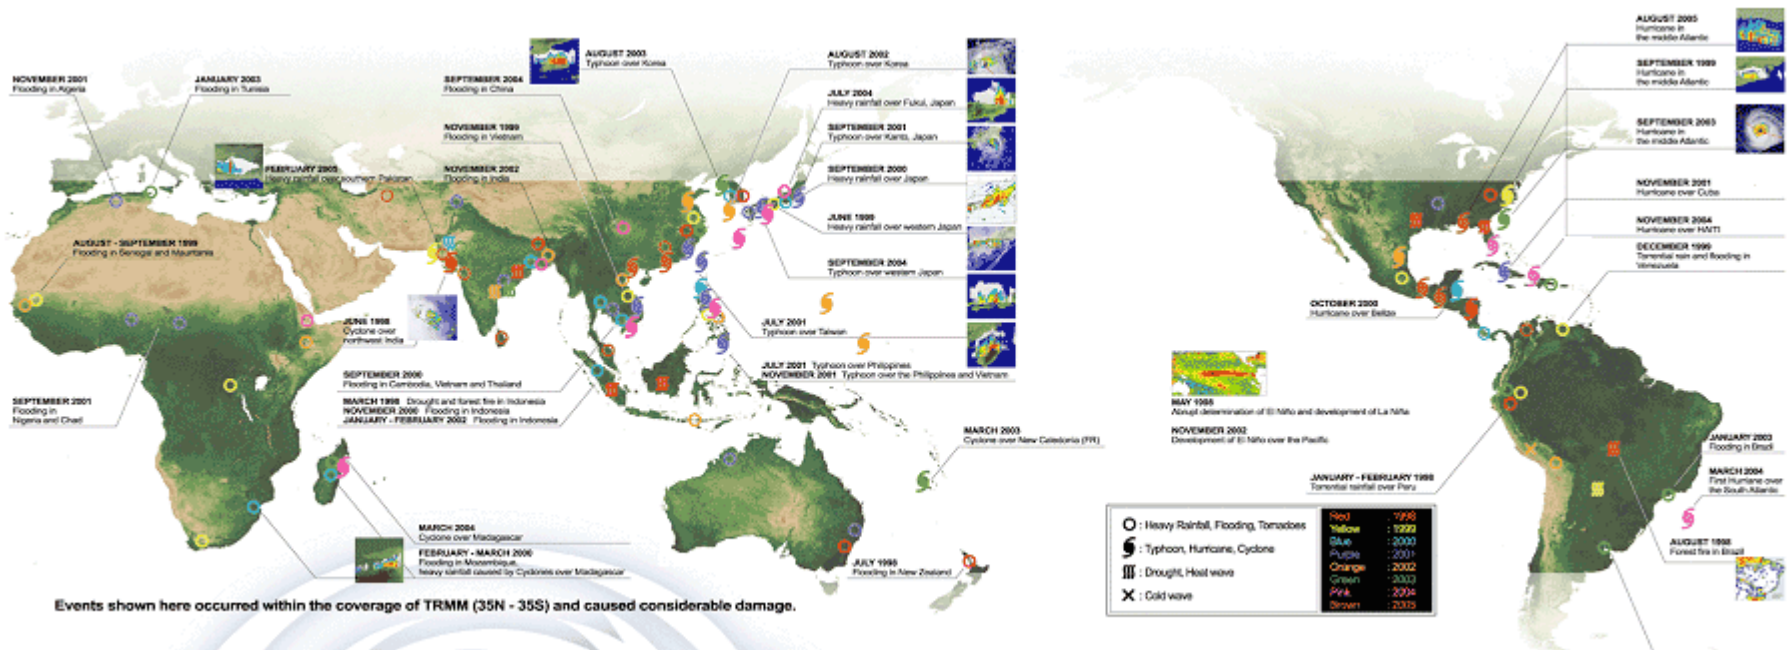 NOVEMBER 2001
Flooding in Algeria
JANUARY 2003
Flooding in Tunisia
AUGUST 2003
Typhoon over Korea
SEPTEMBER 2004
Flooding in China
NOVEMBER 1999
Flooding in Vietnam
FEBRUARY 2005
Heavy rainfall over southern Pakistan
NOVEMBER 2002
Flooding in India
AUGUST 2002
Typhoon over Korea
JULY 2004
Heavy rainfall over Fukui, Japan
SEPTEMBER 2001
Typhoon over Kanto, Japan
SEPTEMBER 2000
Heavy rainfall over Japan
JUNE 1999
Heavy rainfall over western Japan
SEPTEMBER 2004
Typhoon over western Japan
AUGUST - SEPTEMBER 1999
Flooding in Senegal and Mauritania
JUNE 1998
Cyclone over
northwest India
JULY 2001
Typhoon over Taiwan
JULY 2001 Typhoon over Philippines
NOVEMBER 2001 Typhoon over the Philippines and Vietnam
SEPTEMBER 2000
Flooding in Cambodia, Vietnam and Thailand
MARCH 1998 Drought and forest fire in Indonesia
NOVEMBER 2000 Flooding in Indonesia
JANUARY - FEBRUARY 2002 Flooding in Indonesia
SEPTEMBER 2001
Flooding in
Nigeria and Chad
MARCH 2003
Cyclone over New Caledonia (FR)
MARCH 2004
Cyclone over Madagascar
FEBRUARY - MARCH 2000
Flooding in Mozambique,
heavy rainfall caused by Cyclones over Madagascar
JULY 1998
Flooding in New Zealand
Events shown here occurred within the coverage of TRMM (35N - 35S) and caused considerable damage.
AUGUST 2005
Hurricane in
the middle Atlantic
SEPTEMBER 1999
Hurricane in
the middle Atlantic
SEPTEMBER 2003
Hurricane in
the middle Atlantic
NOVEMBER 2001
Hurricane over Cuba
NOVEMBER 2004
Hurricane over HAITI
DECEMBER 1999
Torrential rain and flooding in
Venezuela
OCTOBER 2000
Hurricane over Belize
MAY 1998
Abrupt determination of El Niño and development of La Niña
NOVEMBER 2002
Development of El Niño over the Pacific
JANUARY - FEBRUARY 1998
Torrential rainfall over Peru
JANUARY 2003
Flooding in Brazil
MARCH 2004
First Hurricane over
the South Atlantic
AUGUST 1998
Forest fire in Brazil
: Heavy Rainfall, Flooding, Tornadoes
: Typhoon, Hurricane, Cyclone
: Drought, Heat wave
: Cold wave
Red : 1998
Yellow : 1999
Blue : 2000
Purple : 2001
Orange : 2002
Green : 2003
Pink : 2004
Brown : 2005